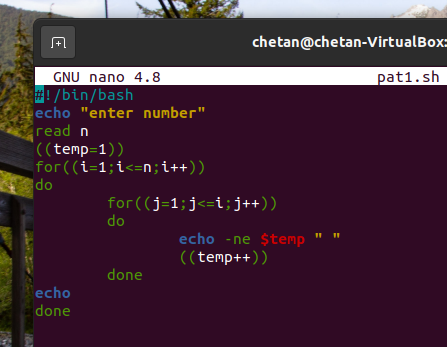 chetan@chetan-VirtualBox:
GNU nano 4.8 pat1.sh
#!/bin/bash
echo "enter number"
read n
((temp=1))
for((i=1;i<=n;i++))
do
        for((j=1;j<=i;j++))
        do
                echo -ne $temp " "
                ((temp++))
        done
echo
done